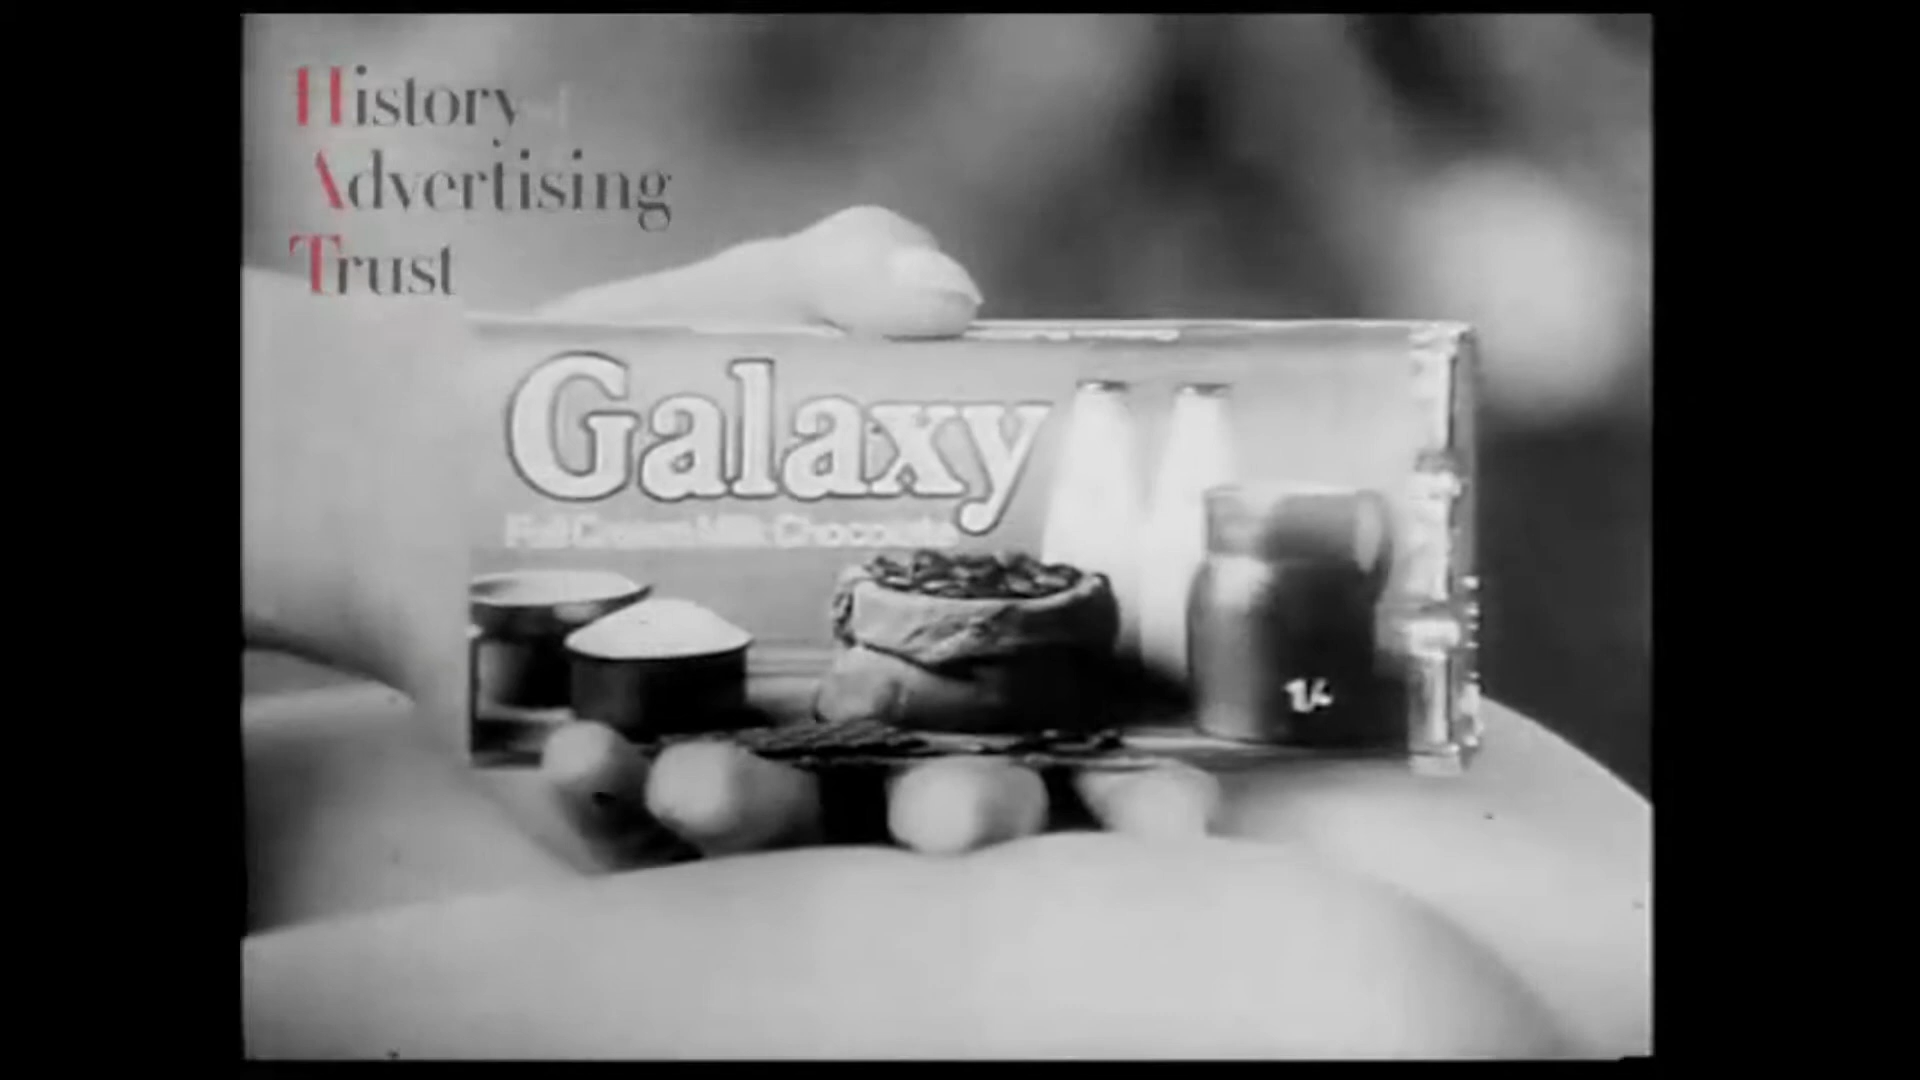 History
Advertising
Trust
Galaxy
Full Cream Milk Chocolate
1/-